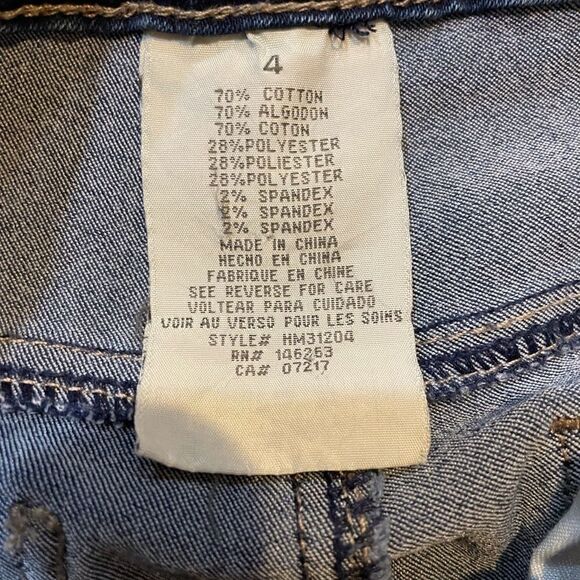 4
70% COTTON
70% ALGODON
70% COTON
28%POLYESTER
28%POLIESTER
28%POLYESTER
2% SPANDEX
2% SPANDEX
2% SPANDEX
MADE IN CHINA
HECHO EN CHINA
FABRIQUE EN CHINE
SEE REVERSE FOR CARE
VOLTEAR PARA CUIDADO
VOIR AU VERSO POUR LES SOINS
STYLE# HM31204
RN# 146263
CA# 07217